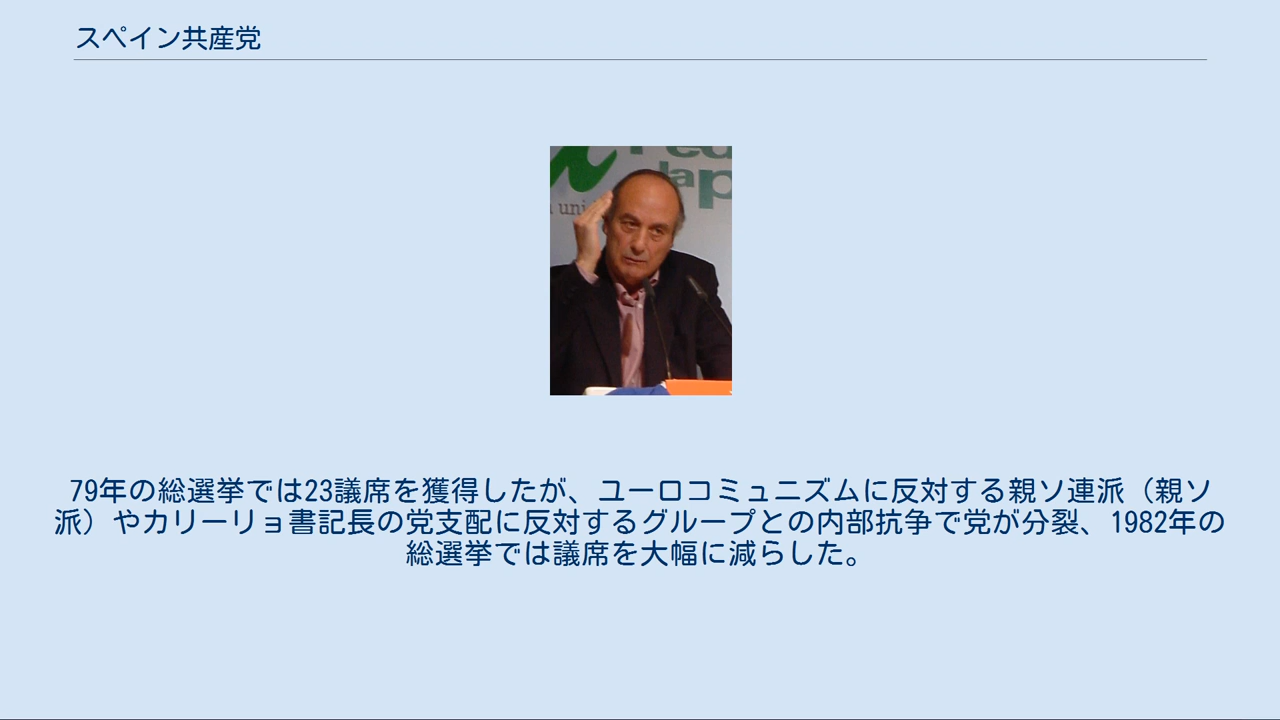 スペイン共産党
a uni
la p
79年の総選挙では23議席を獲得したが、ユーロコミュニズムに反対する親ソ連派（親ソ
派）やカリーリョ書記長の党支配に反対するグループとの内部抗争で党が分裂、1982年の
総選挙では議席を大幅に減らした。